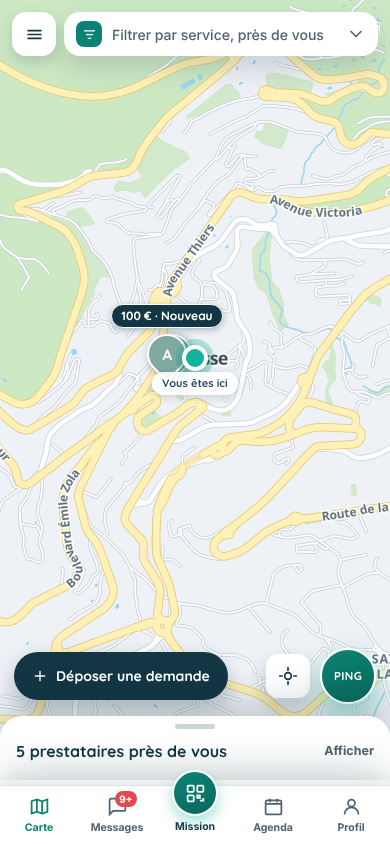 Filtrer par service, près de vous
Avenue Victoria
Avenue Thiers
100 € · Nouveau
A
sse
Vous êtes ici
Boulevard Émile Zola
Route de la
Déposer une demande
PING
5 prestataires près de vous
Afficher
9+
Carte
Messages
Mission
Agenda
Profil